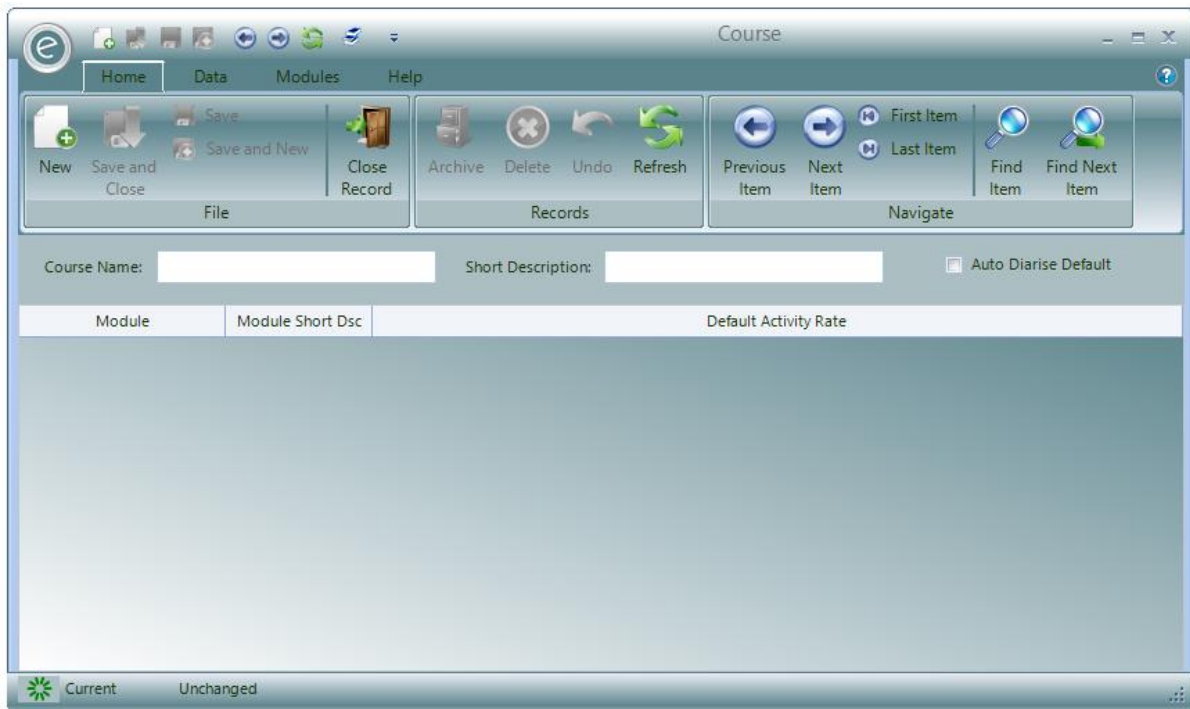 e
Course
Home Data Modules Help
New
Save and Close
Save
Save and New
Close Record
File
Archive
Delete
Undo
Refresh
Records
Previous Item
Next Item
First Item
Last Item
Find Item
Find Next Item
Navigate
Course Name: Short Description: Auto Diarise Default
Module Module Short Dsc Default Activity Rate
Current Unchanged